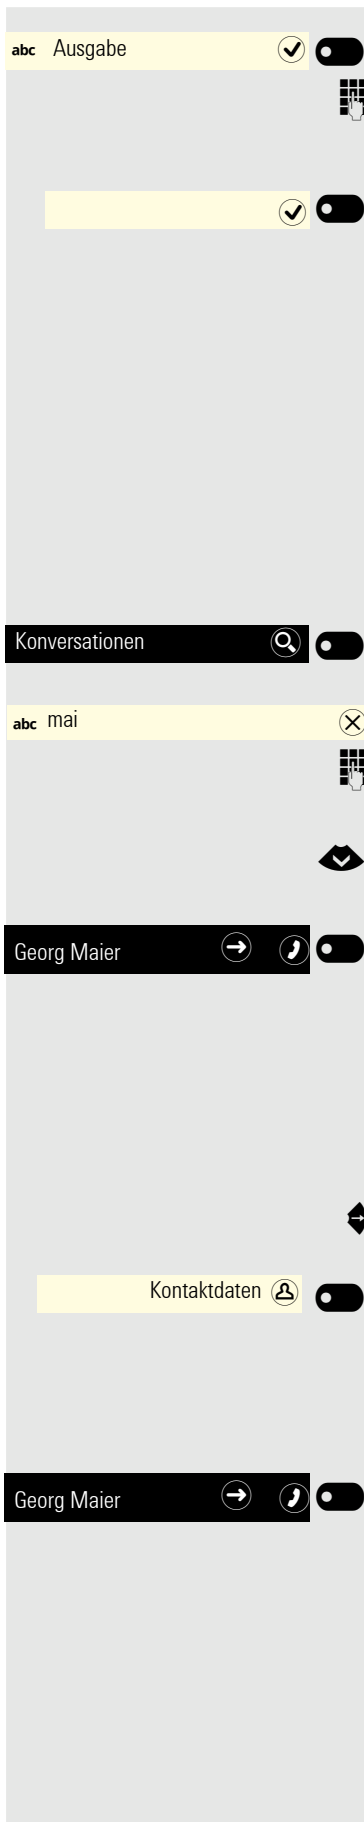 abc Ausgabe
Konversationen
abc mai
Georg Maier
Kontaktdaten
Georg Maier